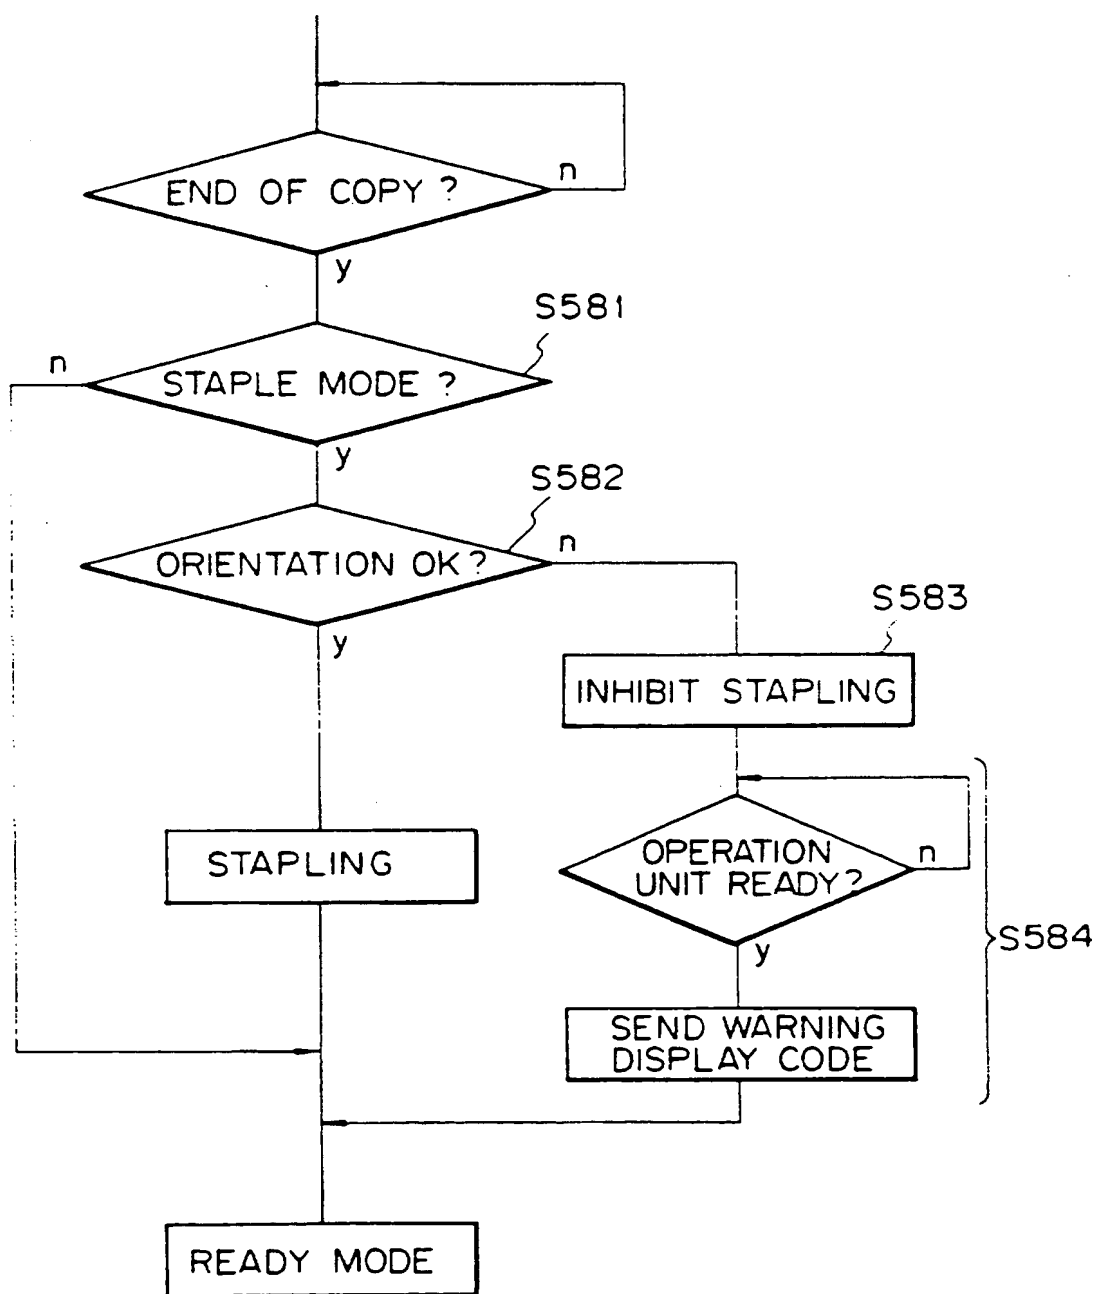 n
END OF COPY ?
y
S581
n
STAPLE MODE ?
y
S582
n
ORIENTATION OK ?
y
S583
INHIBIT STAPLING
STAPLING
OPERATION
UNIT READY ?
n
y
S584
SEND WARNING
DISPLAY CODE
READY MODE